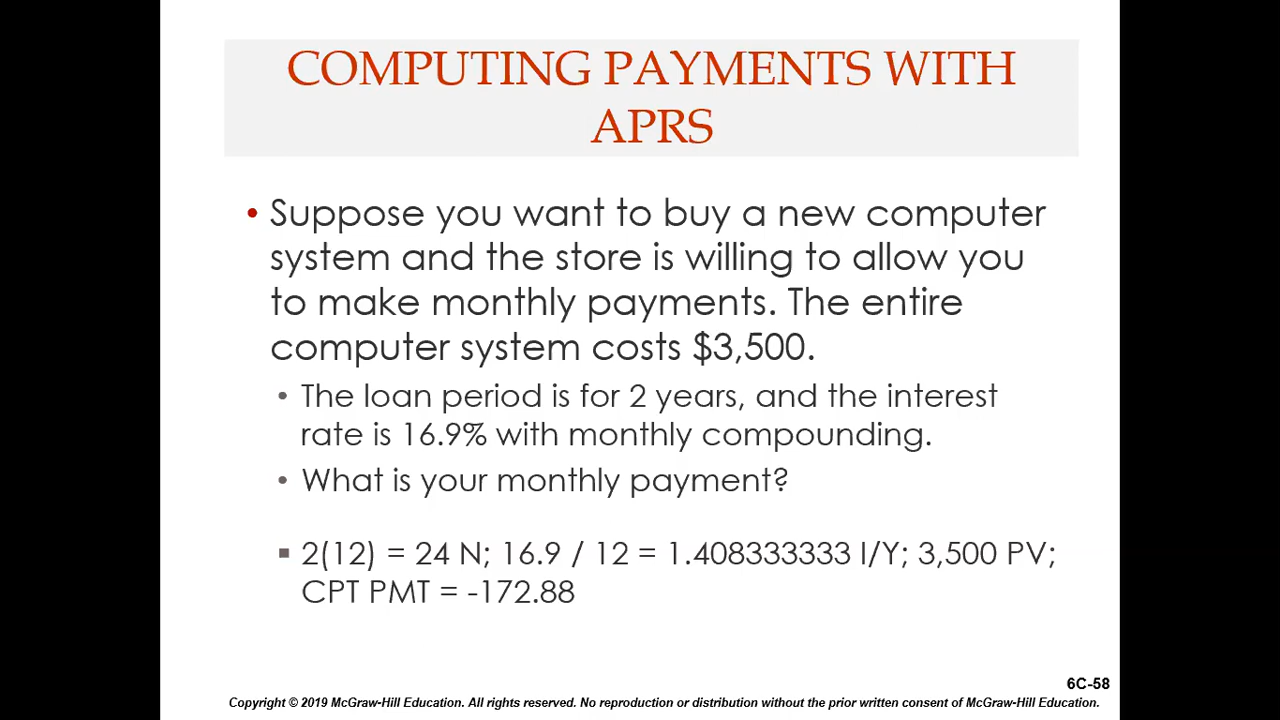 COMPUTING PAYMENTS WITH
APRS
• Suppose you want to buy a new computer
system and the store is willing to allow you
to make monthly payments. The entire
computer system costs $3,500.
• The loan period is for 2 years, and the interest
rate is 16.9% with monthly compounding.
• What is your monthly payment?
▪ 2(12) = 24 N; 16.9 / 12 = 1.408333333 I/Y; 3,500 PV;
CPT PMT = -172.88
6C-58
Copyright © 2019 McGraw-Hill Education. All rights reserved. No reproduction or distribution without the prior written consent of McGraw-Hill Education.